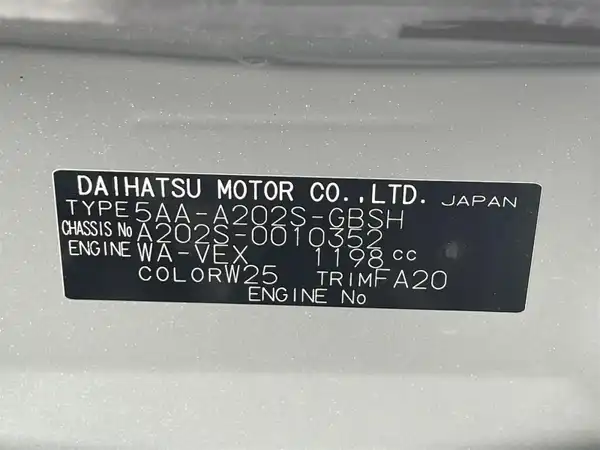 DAIHATSU MOTOR CO.,LTD. JAPAN
TYPE 5AA-A202S-GBSH
CHASSIS No A202S-0010352
ENGINE WA-VEX 1198 cc
COLOR W25 TRIM FA20
ENGINE No